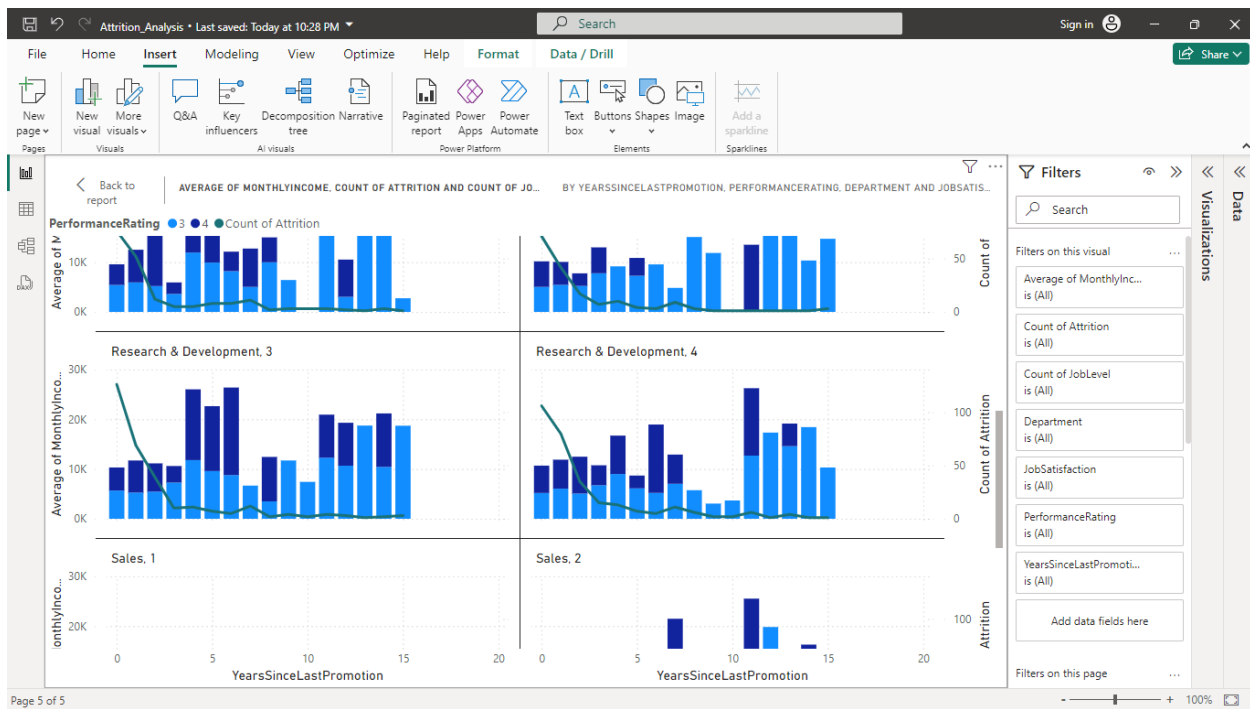 Attrition_Analysis • Last saved: Today at 10:28 PM
Search
Sign in
File Home Insert Modeling View Optimize Help Format Data / Drill
Share
New page
New visual
More visuals
Q&A
Key influencers
Decomposition tree
Narrative
Paginated report
Power Apps
Power Automate
Text box
Buttons
Shapes
Image
Add a sparkline
Pages
Visuals
AI visuals
Power Platform
Elements
Sparklines
Back to report
AVERAGE OF MONTHLYINCOME, COUNT OF ATTRITION AND COUNT OF JO...
BY YEARSSINCELASTPROMOTION, PERFORMANCERATING, DEPARTMENT AND JOBSATIS...
PerformanceRating 3 4 Count of Attrition
Average of M
10K
0K
50
0
Count of
Research & Development, 3
Research & Development, 4
Average of MonthlyInco...
30K
20K
10K
0K
100
50
0
Count of Attrition
Sales, 1
Sales, 2
onthlyInco...
30K
20K
100
Attrition
0 5 10 15 20
0 5 10 15 20
YearsSinceLastPromotion
YearsSinceLastPromotion
Filters
Search
Filters on this visual
...
Average of MonthlyInc...
is (All)
Count of Attrition
is (All)
Count of JobLevel
is (All)
Department
is (All)
JobSatisfaction
is (All)
PerformanceRating
is (All)
YearsSinceLastPromoti...
is (All)
Add data fields here
Filters on this page
...
Visualizations
Data
Page 5 of 5
- + 100%